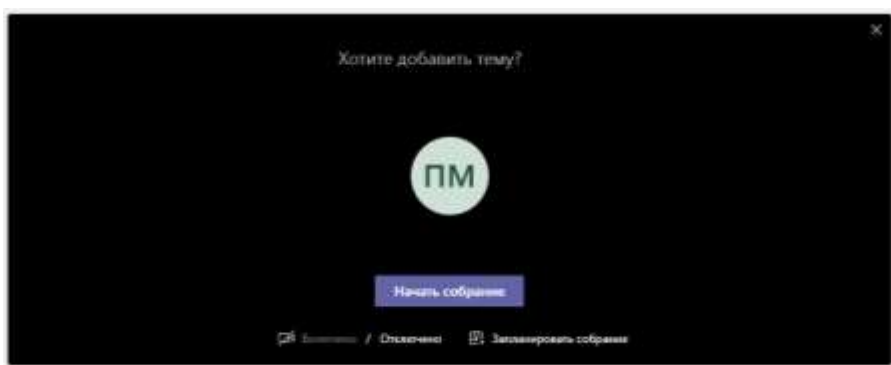 Хотите добавить тему?
ПМ
Начать собрание
/ Отключено Запланировать собрание